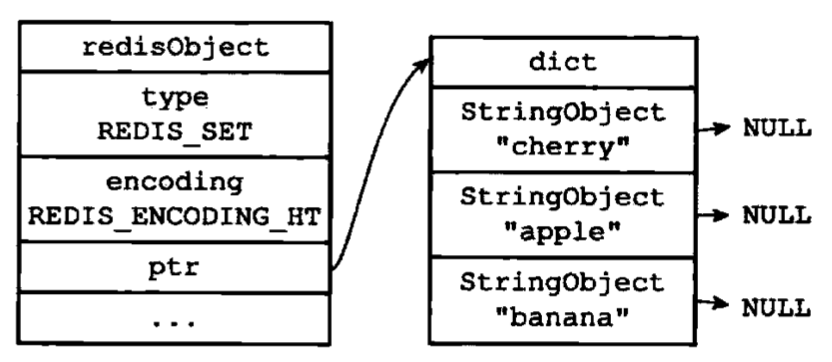 redisObject
type
REDIS_SET
encoding
REDIS_ENCODING_HT
ptr
...
dict
StringObject
"cherry"
NULL
StringObject
"apple"
NULL
StringObject
"banana"
NULL